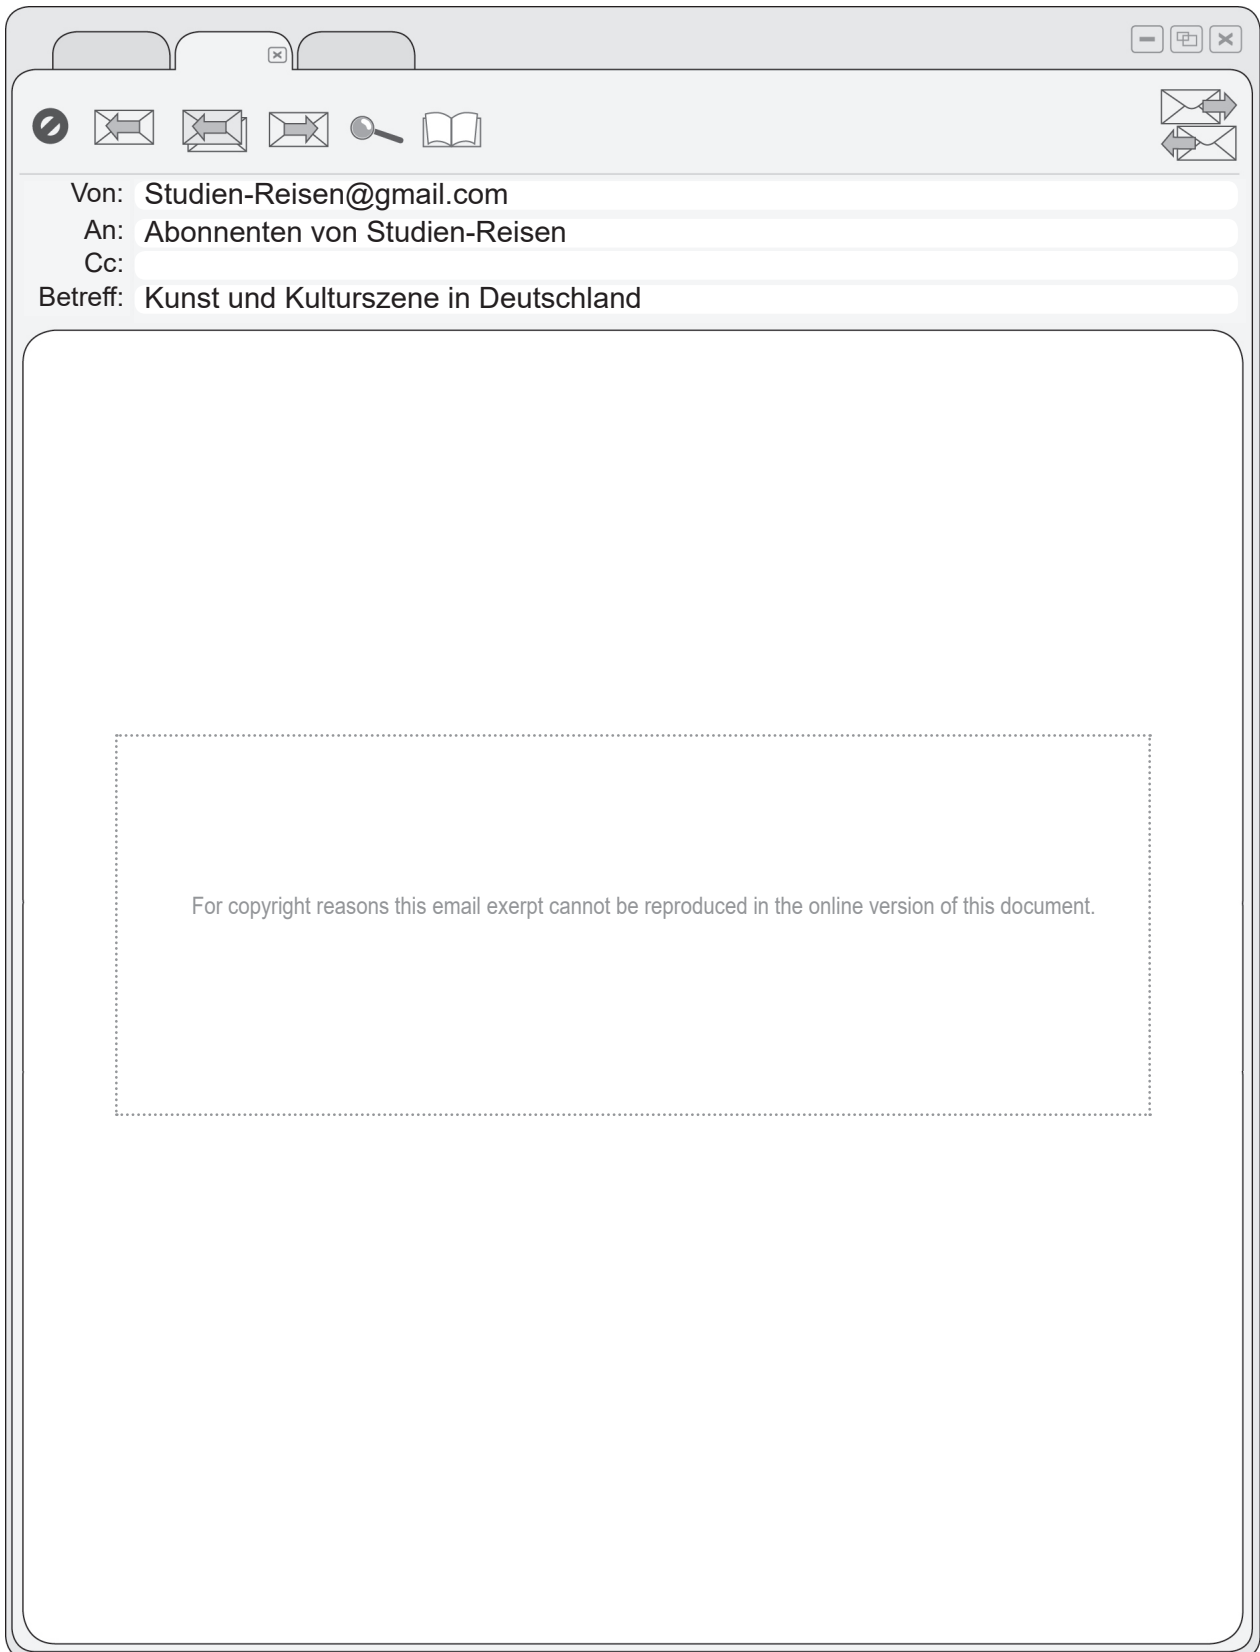 Von: Studien-Reisen@gmail.com
An: Abonnenten von Studien-Reisen
Cc:
Betreff: Kunst und Kulturszene in Deutschland
For copyright reasons this email exerpt cannot be reproduced in the online version of this document.